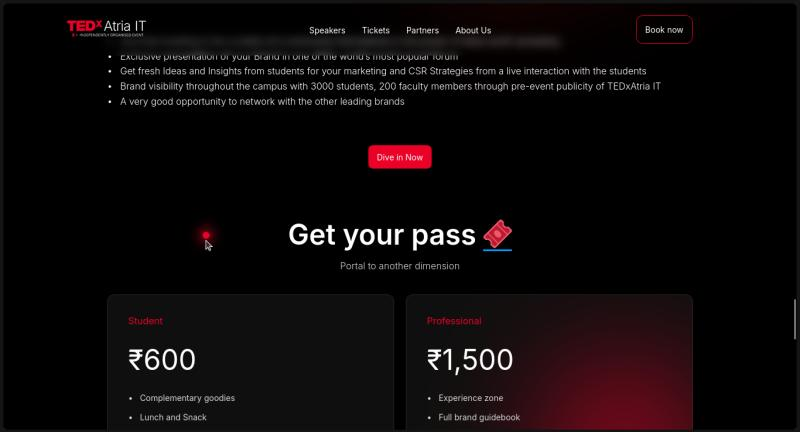 TEDx Atria IT
x = INDEPENDENTLY ORGANIZED EVENT
Speakers
Tickets
Partners
About Us
Book now
• Exclusive presentation of your Brand in one of the world's most popular forum
• Get fresh Ideas and Insights from students for your marketing and CSR Strategies from a live interaction with the students
• Brand visibility throughout the campus with 3000 students, 200 faculty members through pre-event publicity of TEDxAtria IT
• A very good opportunity to network with the other leading brands
Dive in Now
Get your pass
Portal to another dimension
Student
₹600
• Complementary goodies
• Lunch and Snack
Professional
₹1,500
• Experience zone
• Full brand guidebook